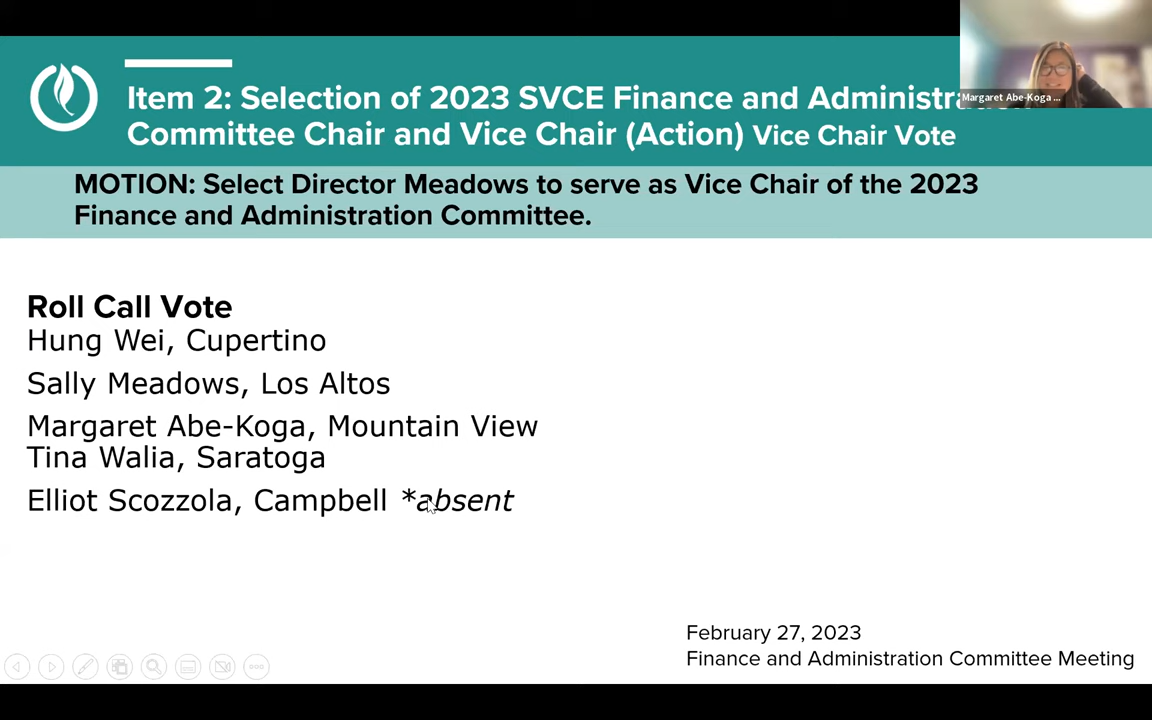 Item 2: Selection of 2023 SVCE Finance and
Committee Chair and Vice Chair (Action) Vice Chair Vote
Margaret Abe-Koga ...
MOTION: Select Director Meadows to serve as Vice Chair of the 2023
Finance and Administration Committee.
Roll Call Vote
Hung Wei, Cupertino
Sally Meadows, Los Altos
Margaret Abe-Koga, Mountain View
Tina Walia, Saratoga
Elliot Scozzola, Campbell *absent
February 27, 2023
Finance and Administration Committee Meeting